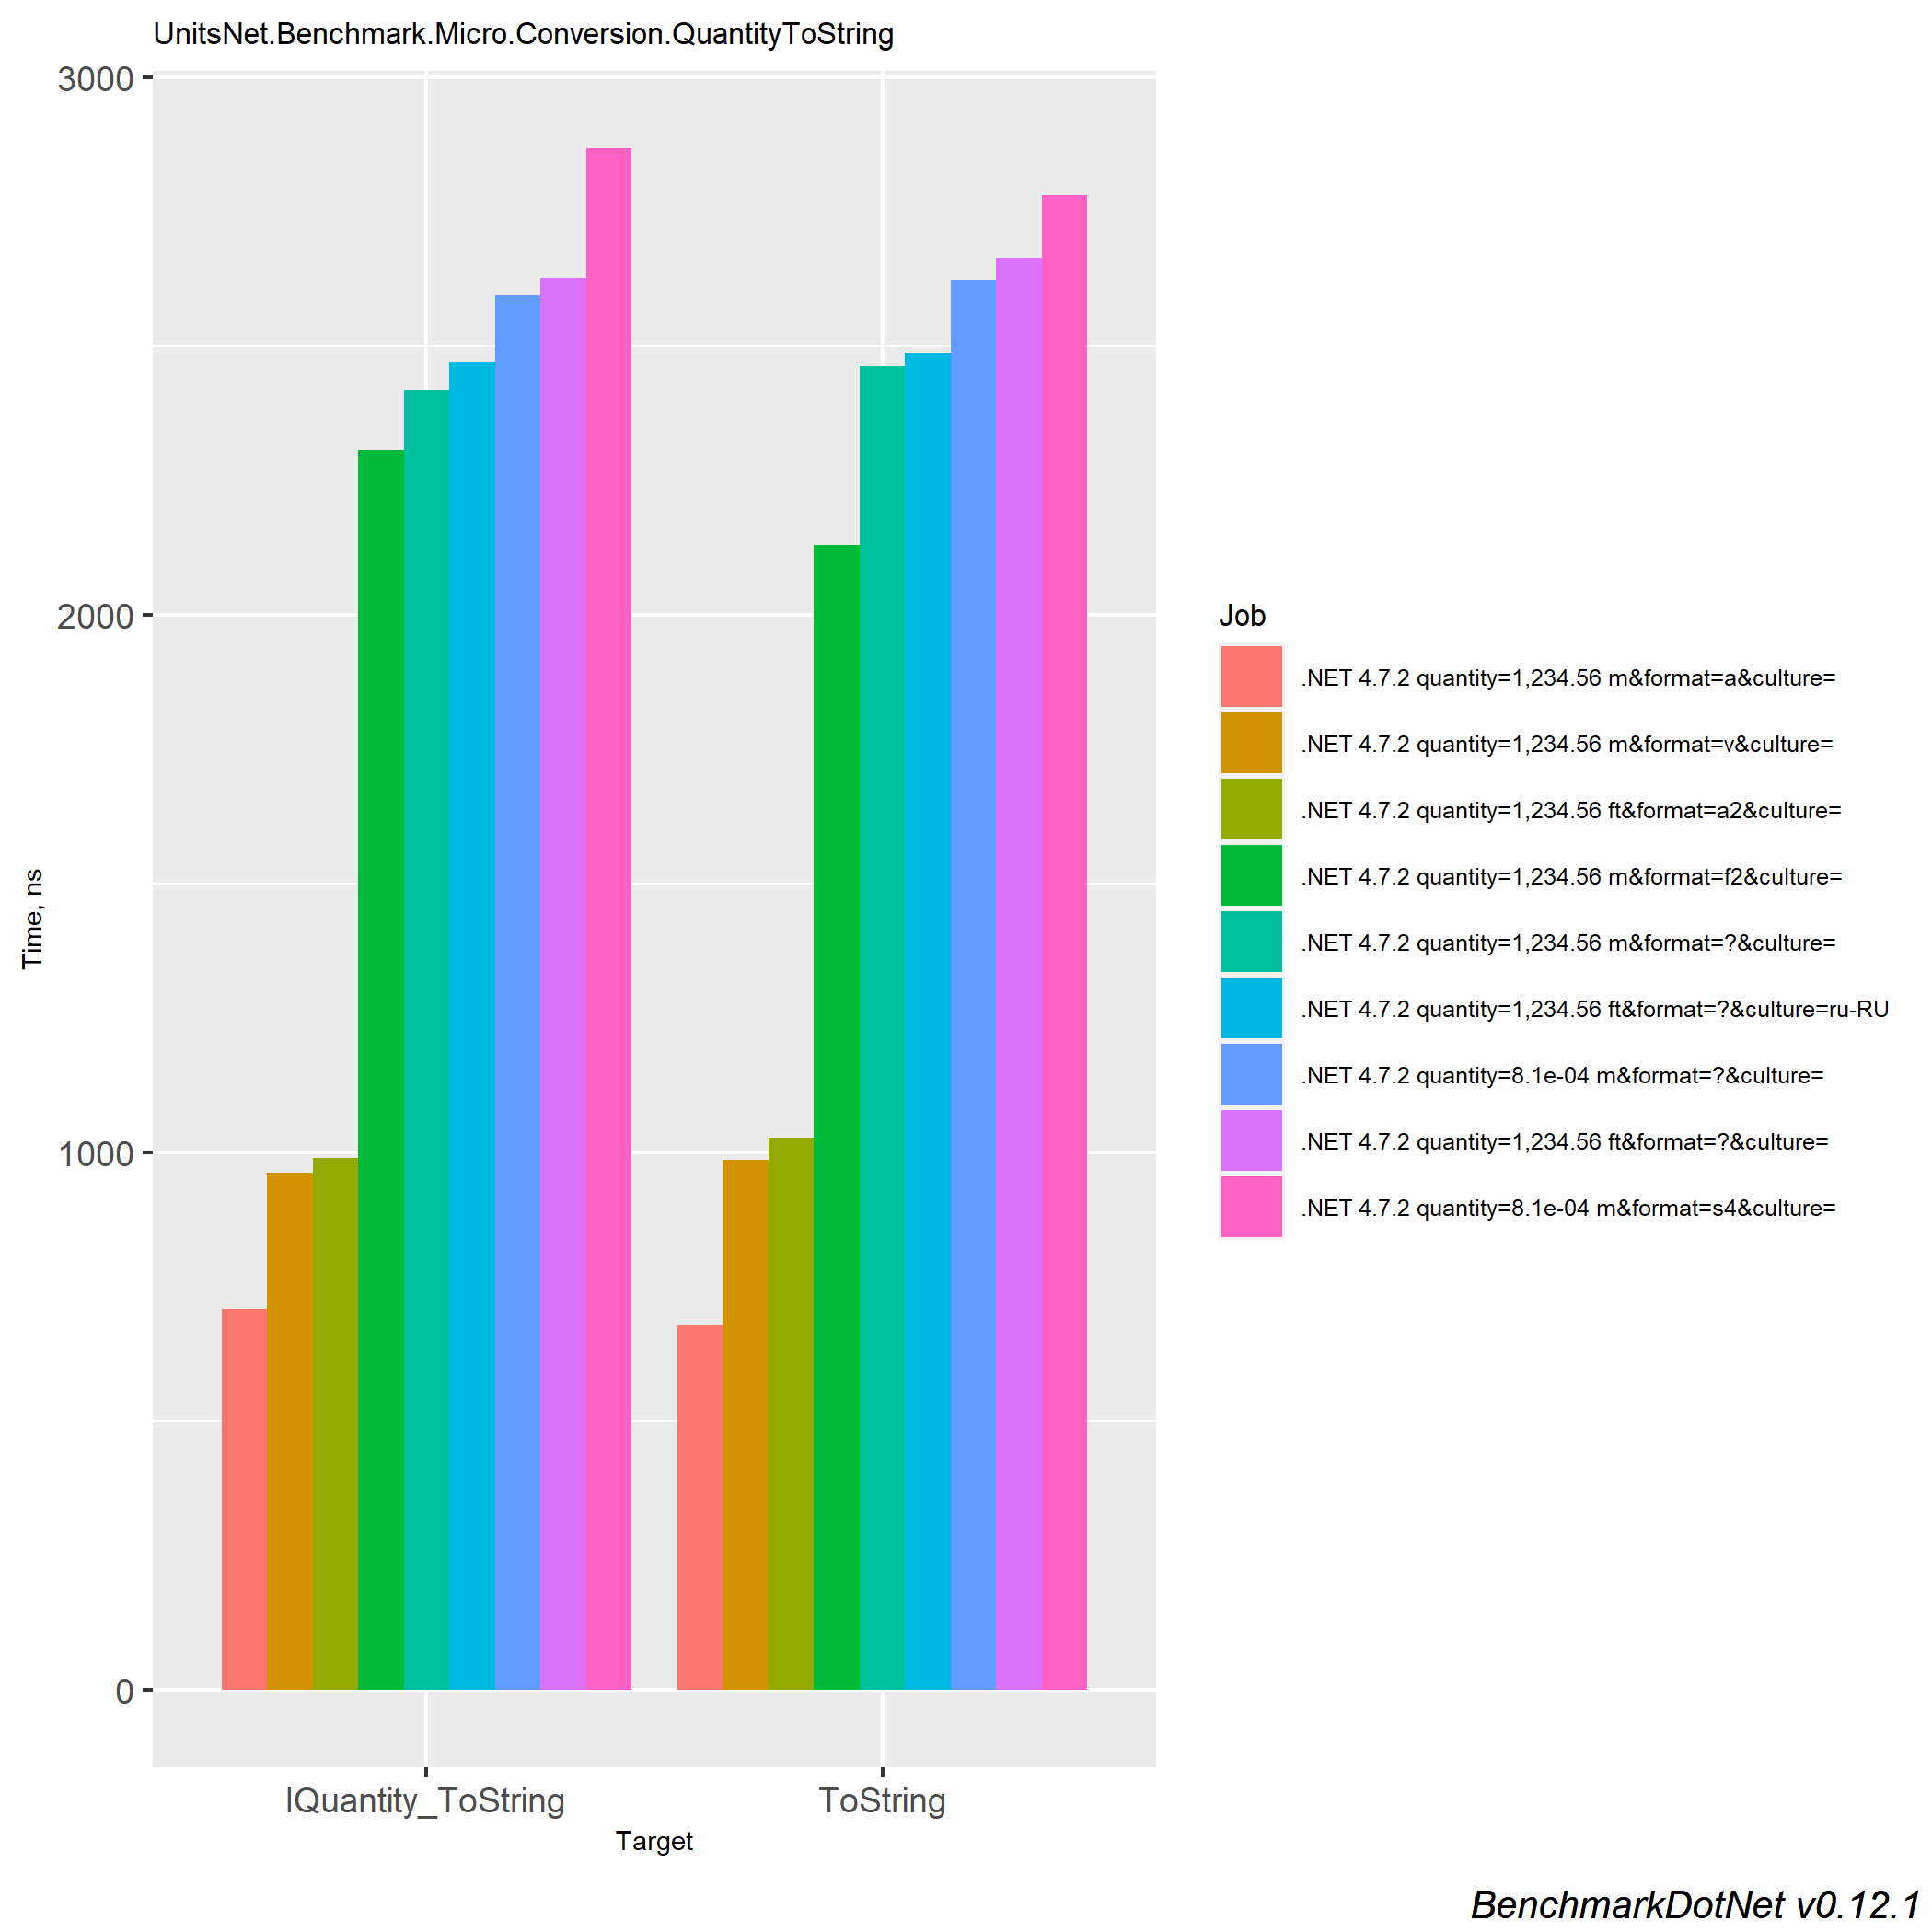 UnitsNet.Benchmark.Micro.Conversion.QuantityToString
3000
2000
1000
0
Time, ns
IQuantity_ToString
ToString
Target
Job
.NET 4.7.2 quantity=1,234.56 m&format=a&culture=
.NET 4.7.2 quantity=1,234.56 m&format=v&culture=
.NET 4.7.2 quantity=1,234.56 ft&format=a2&culture=
.NET 4.7.2 quantity=1,234.56 m&format=f2&culture=
.NET 4.7.2 quantity=1,234.56 m&format=?&culture=
.NET 4.7.2 quantity=1,234.56 ft&format=?&culture=ru-RU
.NET 4.7.2 quantity=8.1e-04 m&format=?&culture=
.NET 4.7.2 quantity=1,234.56 ft&format=?&culture=
.NET 4.7.2 quantity=8.1e-04 m&format=s4&culture=
BenchmarkDotNet v0.12.1